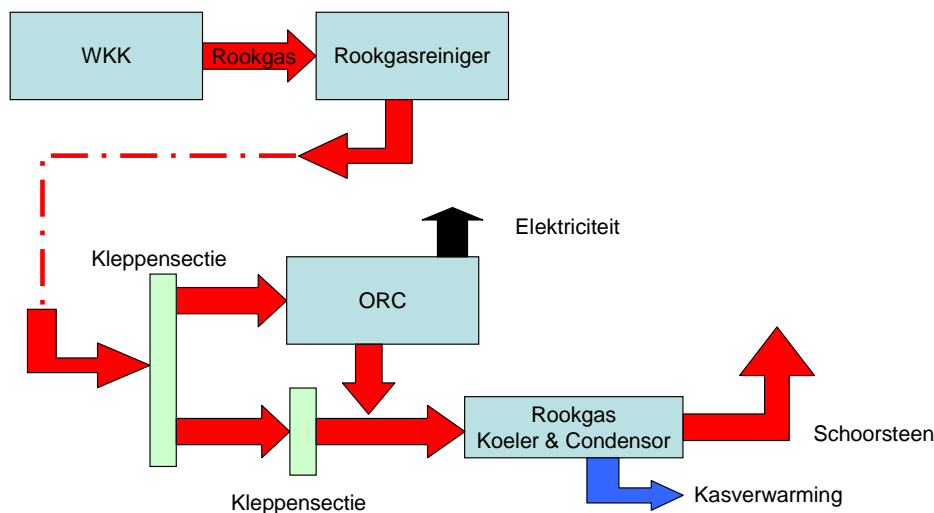 WKK
Rookgas
Rookgasreiniger
Elektriciteit
Kleppensectie
ORC
Rookgas
Koeler & Condensor
Schoorsteen
Kasverwarming
Kleppensectie